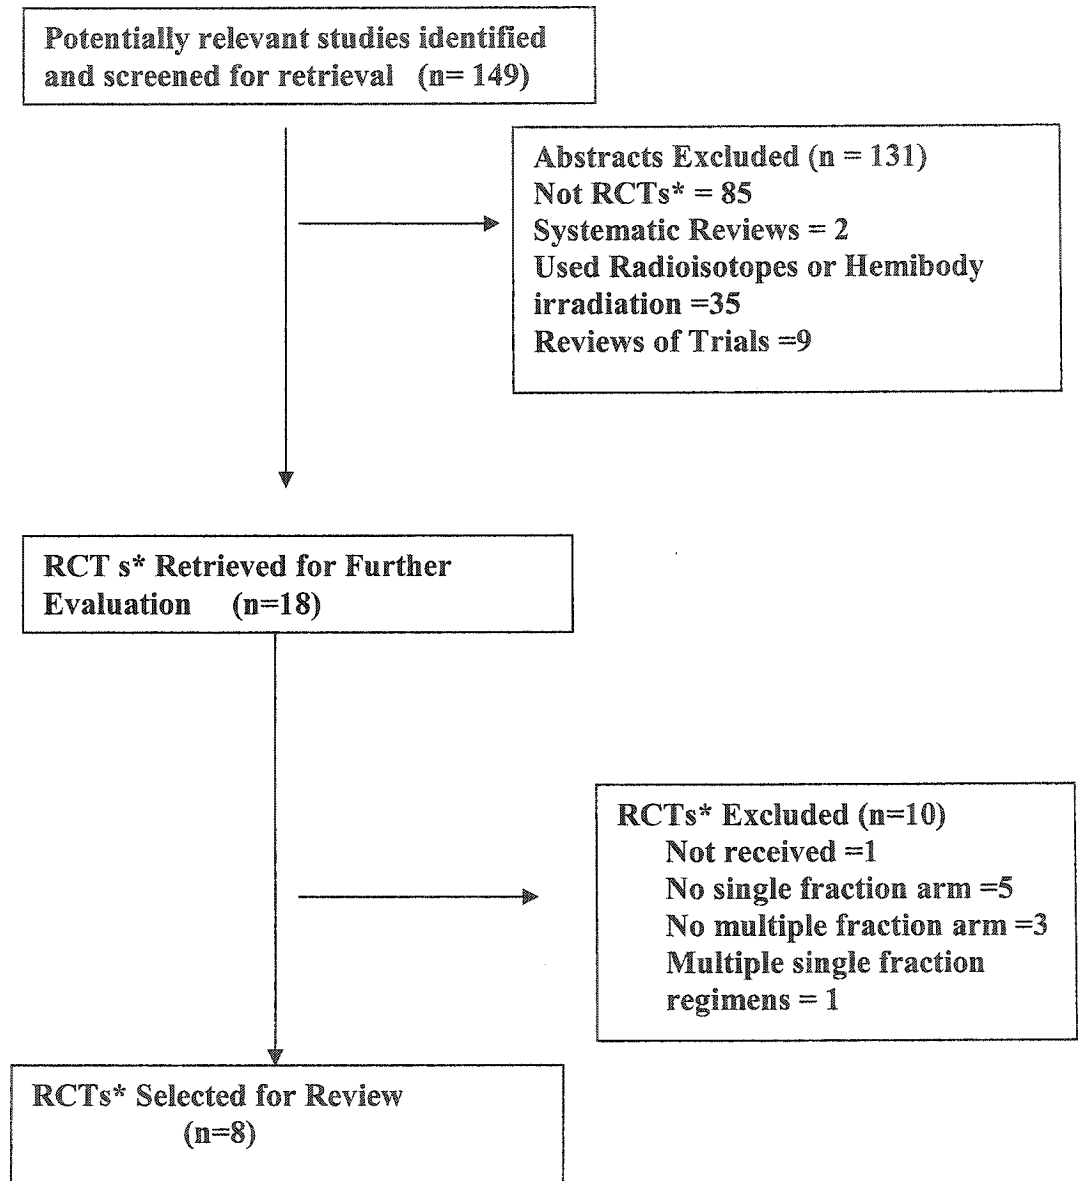 Potentially relevant studies identified
and screened for retrieval (n= 149)
Abstracts Excluded (n = 131)
Not RCTs* = 85
Systematic Reviews = 2
Used Radioisotopes or Hemibody
irradiation =35
Reviews of Trials =9
RCT s* Retrieved for Further
Evaluation (n=18)
RCTs* Excluded (n=10)
Not received =1
No single fraction arm =5
No multiple fraction arm =3
Multiple single fraction
regimens = 1
RCTs* Selected for Review
(n=8)